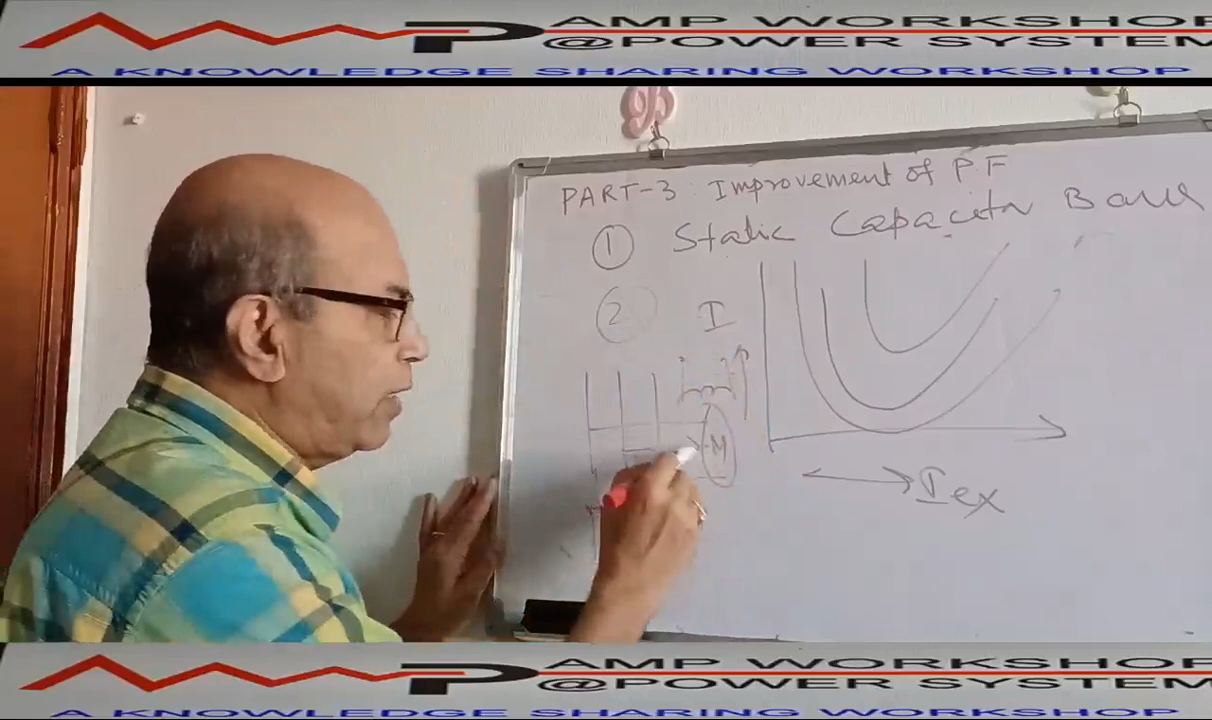 AMP WORKSHOP
@POWER SYSTEM
A KNOWLEDGE SHARING WORKSHOP
PART-3: Improvement of PF
① Static Capacitor Bank
②
I
M
Iex
AMP WORKSHOP
@POWER SYSTEM
A KNOWLEDGE SHARING WORKSHOP